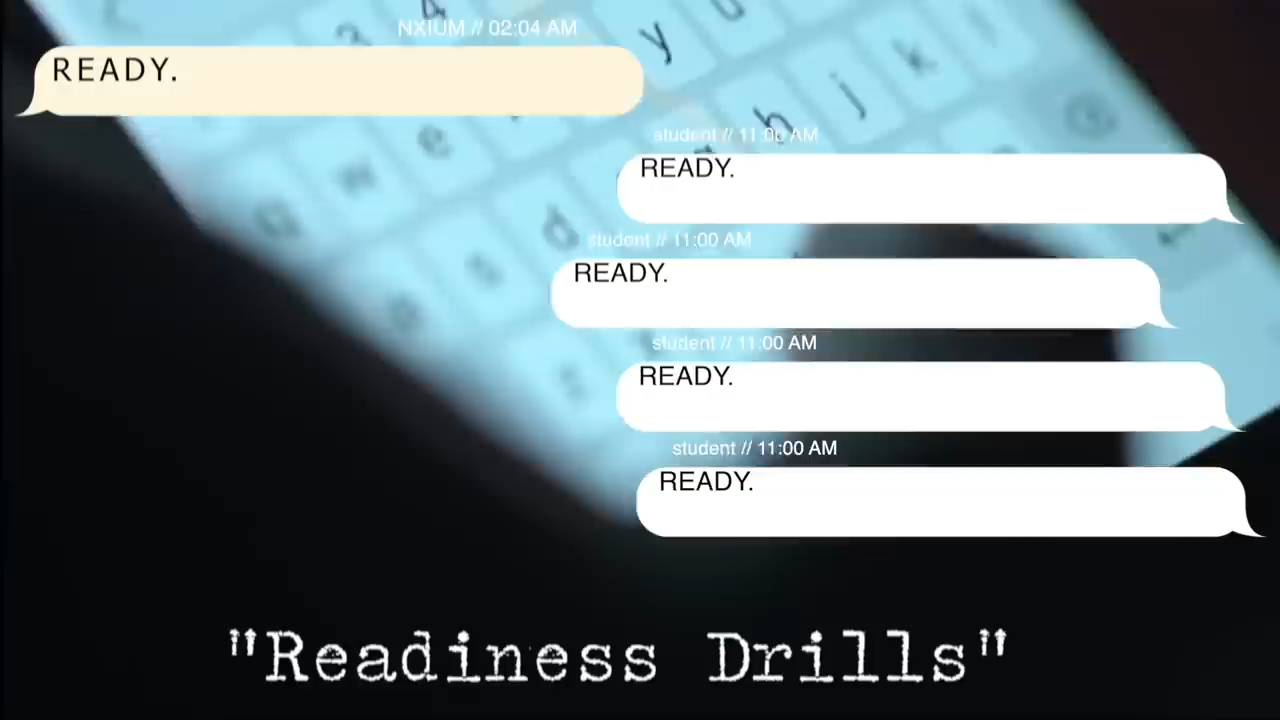 NXIUM // 02:04 AM
READY.
student // 11:00 AM
READY.
student // 11:00 AM
READY.
student // 11:00 AM
READY.
student // 11:00 AM
READY.
"Readiness Drills"